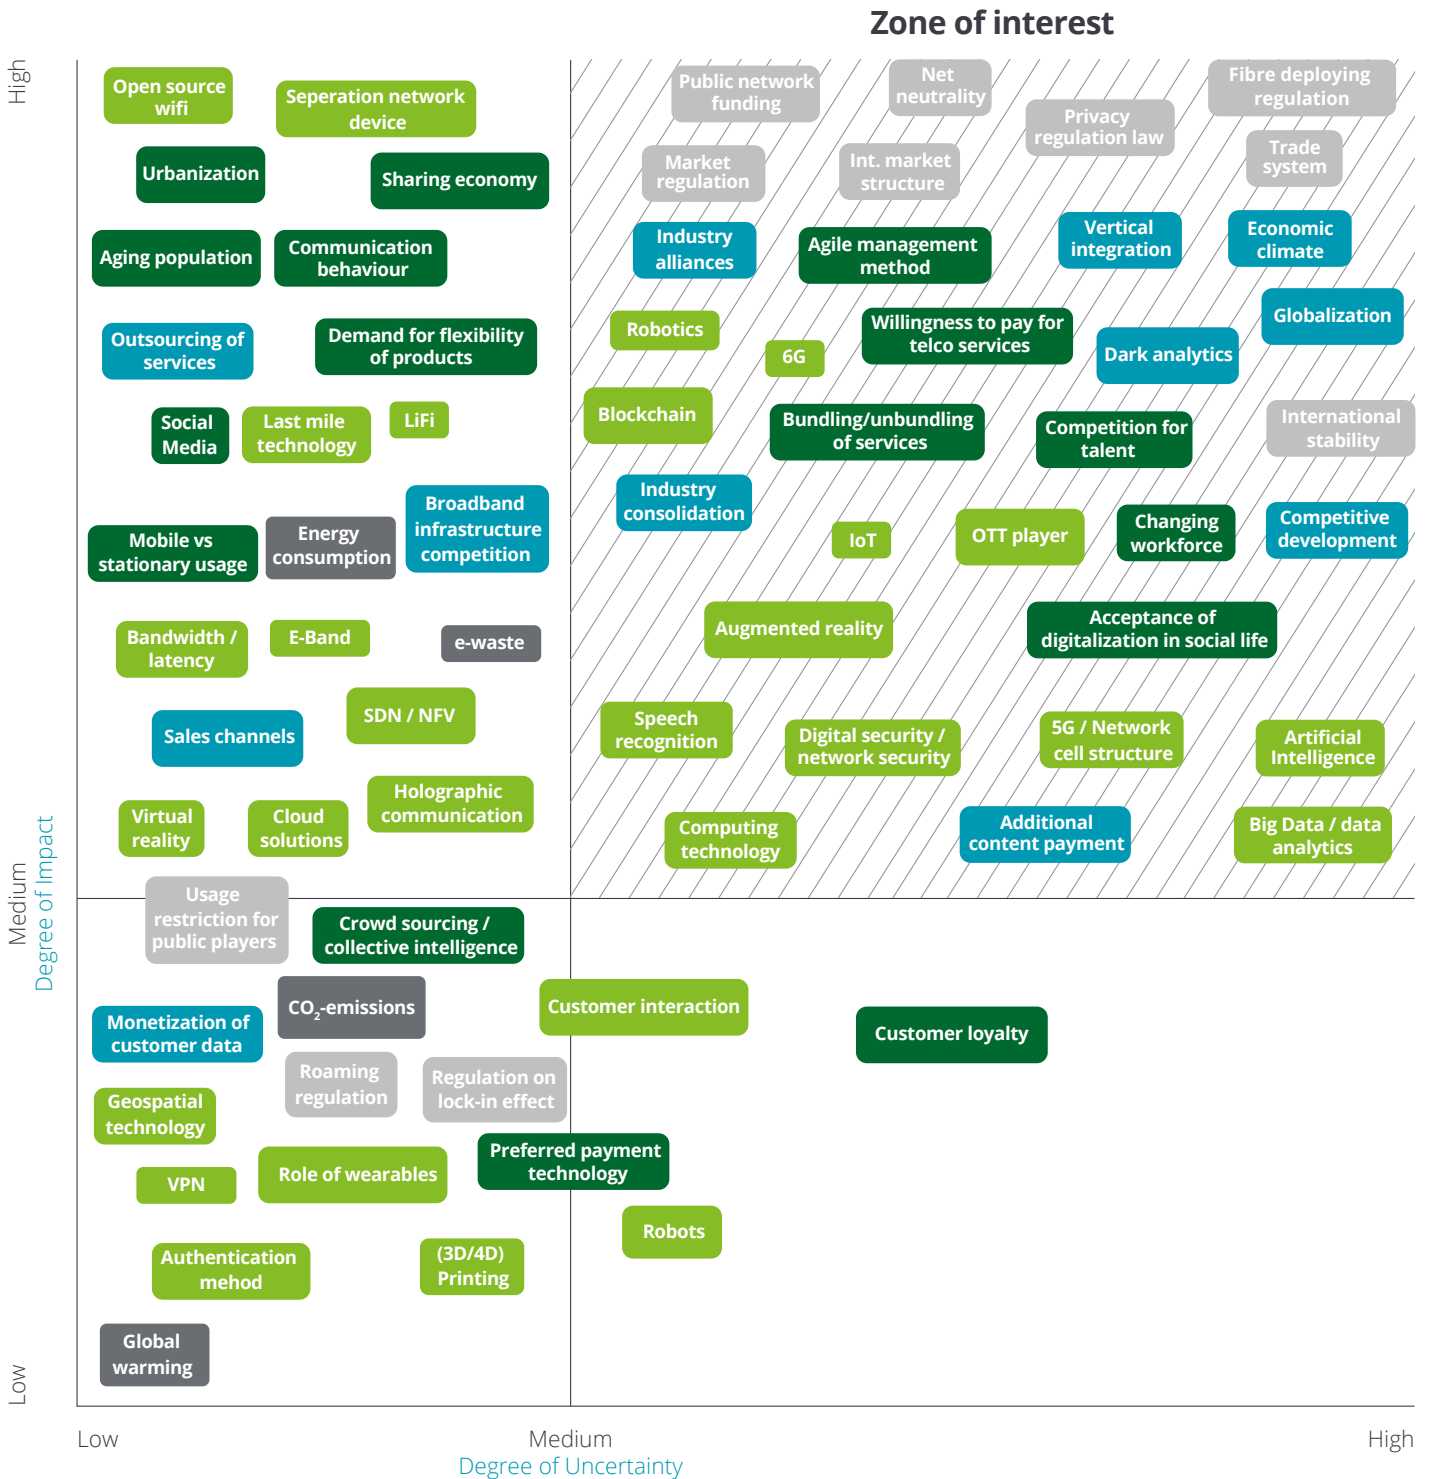 Zone of interest
High
Medium
Low
Degree of Impact
Open source
wifi
Seperation network
device
Urbanization
Sharing economy
Aging population
Communication
behaviour
Outsourcing of
services
Demand for flexibility
of products
Social
Media
Last mile
technology
LiFi
Mobile vs
stationary usage
Energy
consumption
Broadband
infrastructure
competition
Bandwidth /
latency
E-Band
e-waste
Sales channels
SDN / NFV
Virtual
reality
Cloud
solutions
Holographic
communication
Public network
funding
Net
neutrality
Privacy
regulation law
Fibre deploying
regulation
Market
regulation
Int. market
structure
Trade
system
Industry
alliances
Agile management
method
Vertical
integration
Economic
climate
Robotics
6G
Willingness to pay for
telco services
Dark analytics
Globalization
Blockchain
Bundling/unbundling
of services
Competition for
talent
International
stability
Industry
consolidation
IoT
OTT player
Changing
workforce
Competitive
development
Augmented reality
Acceptance of
digitalization in social life
Speech
recognition
Digital security /
network security
5G / Network
cell structure
Artificial
Intelligence
Computing
technology
Additional
content payment
Big Data / data
analytics
Usage
restriction for
public players
Crowd sourcing /
collective intelligence
Monetization of
customer data
CO2-emissions
Customer interaction
Customer loyalty
Roaming
regulation
Regulation on
lock-in effect
Geospatial
technology
VPN
Role of wearables
Preferred payment
technology
Robots
Authentication
mehod
(3D/4D)
Printing
Global
warming
Low
Medium
High
Degree of Uncertainty